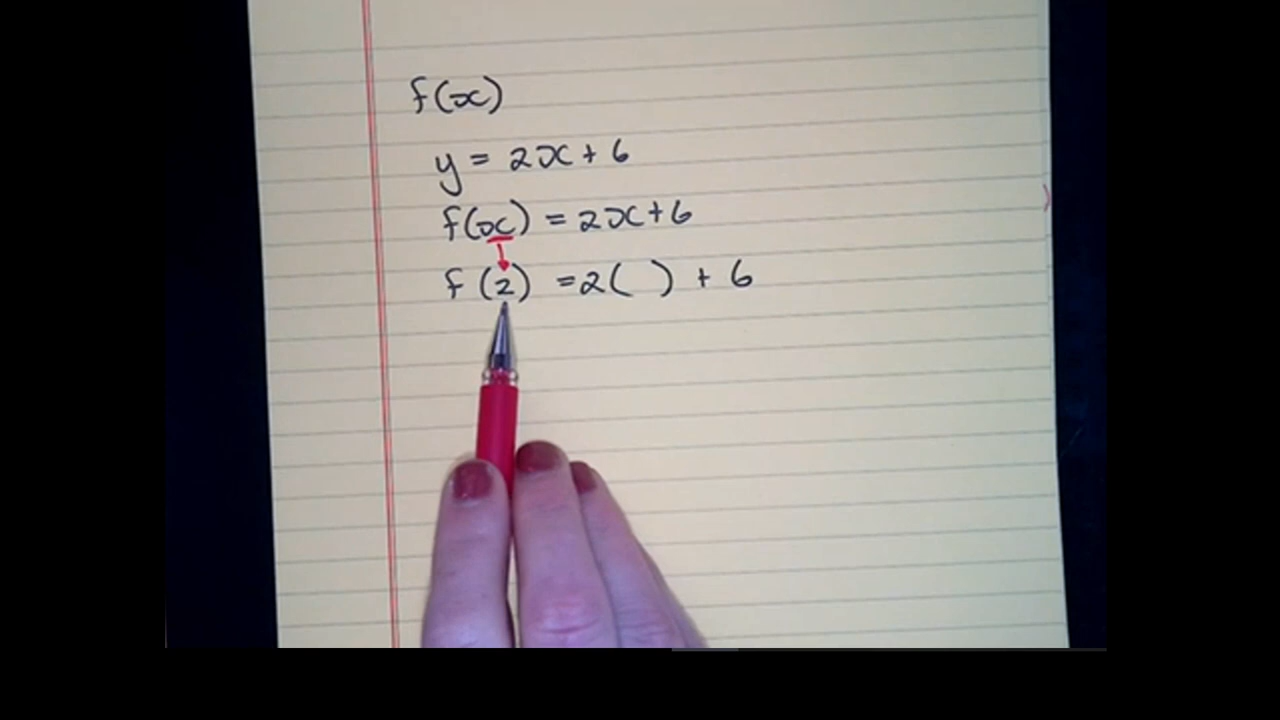 f(x)
y = 2x + 6
f(x) = 2x + 6
f (2) = 2( ) + 6